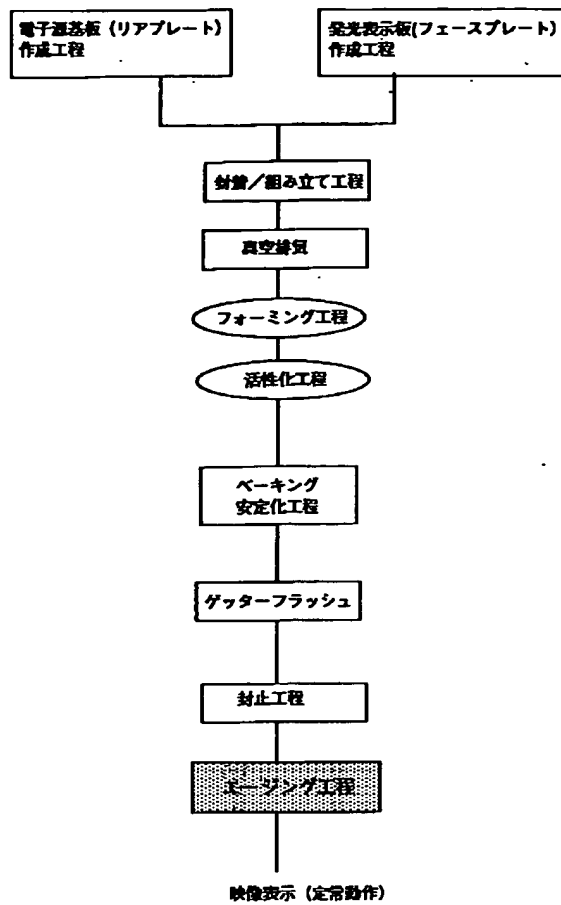 電子源基板（リアプレート）
作成工程
発光表示板(フェースプレート)
作成工程
封着／組み立て工程
真空排気
フォーミング工程
活性化工程
ベーキング
安定化工程
ゲッターフラッシュ
封止工程
エージング工程
映像表示（定常動作）